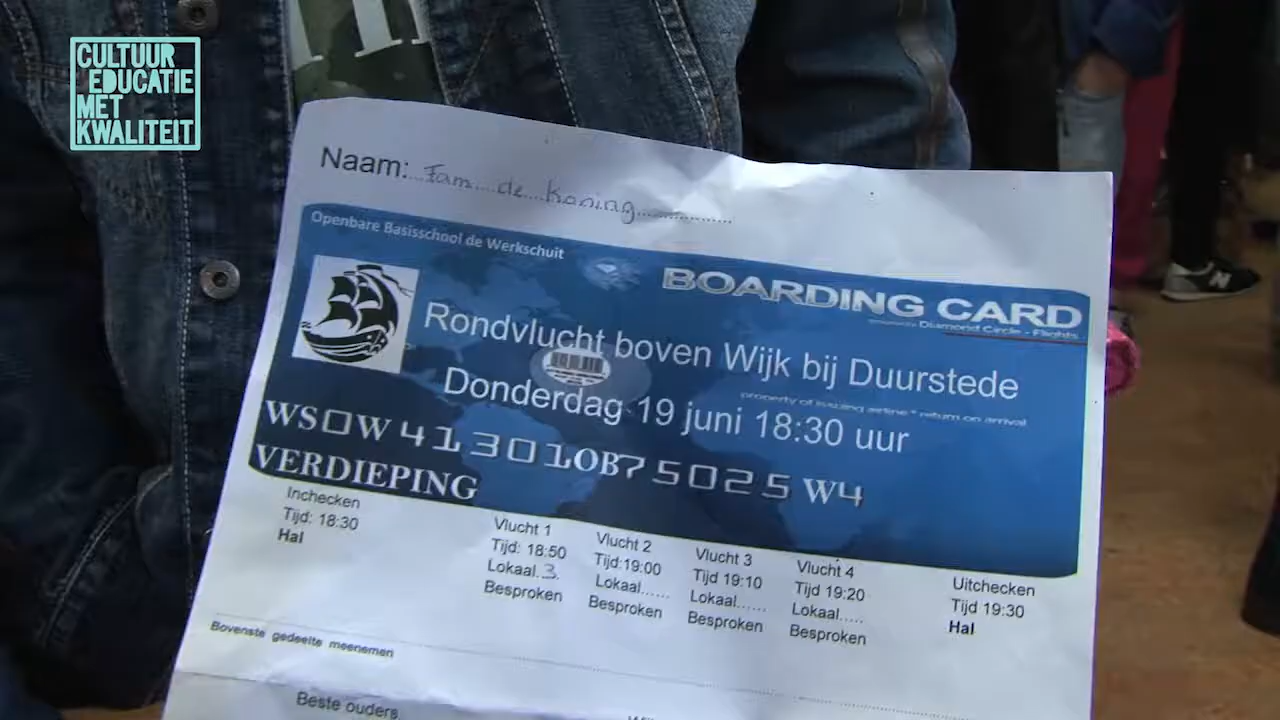 CULTUUR
EDUCATIE
MET
KWALITEIT
Naam: Fam de Koning
Openbare Basisschool de Werkschuit
BOARDING CARD
Diamond Circle - Flights
Rondvlucht boven Wijk bij Duurstede
property of issuing airline * return on arrival
Donderdag 19 juni 18:30 uur
WSOW413010B75025 W4
VERDIEPING
Inchecken
Tijd: 18:30
Hal
Vlucht 1
Tijd: 18:50
Lokaal.3.
Besproken
Vlucht 2
Tijd:19:00
Lokaal......
Besproken
Vlucht 3
Tijd 19:10
Lokaal......
Besproken
Vlucht 4
Tijd 19:20
Lokaal.....
Besproken
Uitchecken
Tijd 19:30
Hal
Bovenste gedeelte meenemen
Beste ouders